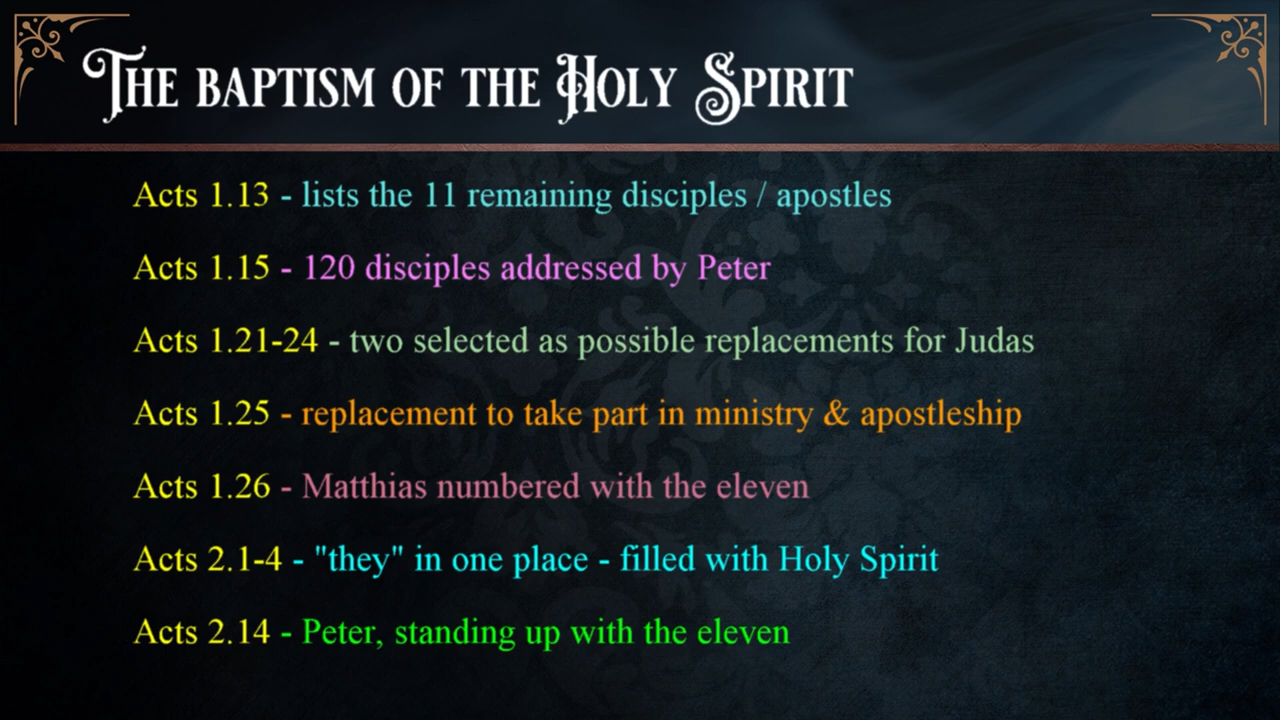 The baptism of the Holy Spirit
Acts 1.13 - lists the 11 remaining disciples / apostles
Acts 1.15 - 120 disciples addressed by Peter
Acts 1.21-24 - two selected as possible replacements for Judas
Acts 1.25 - replacement to take part in ministry & apostleship
Acts 1.26 - Matthias numbered with the eleven
Acts 2.1-4 - "they" in one place - filled with Holy Spirit
Acts 2.14 - Peter, standing up with the eleven